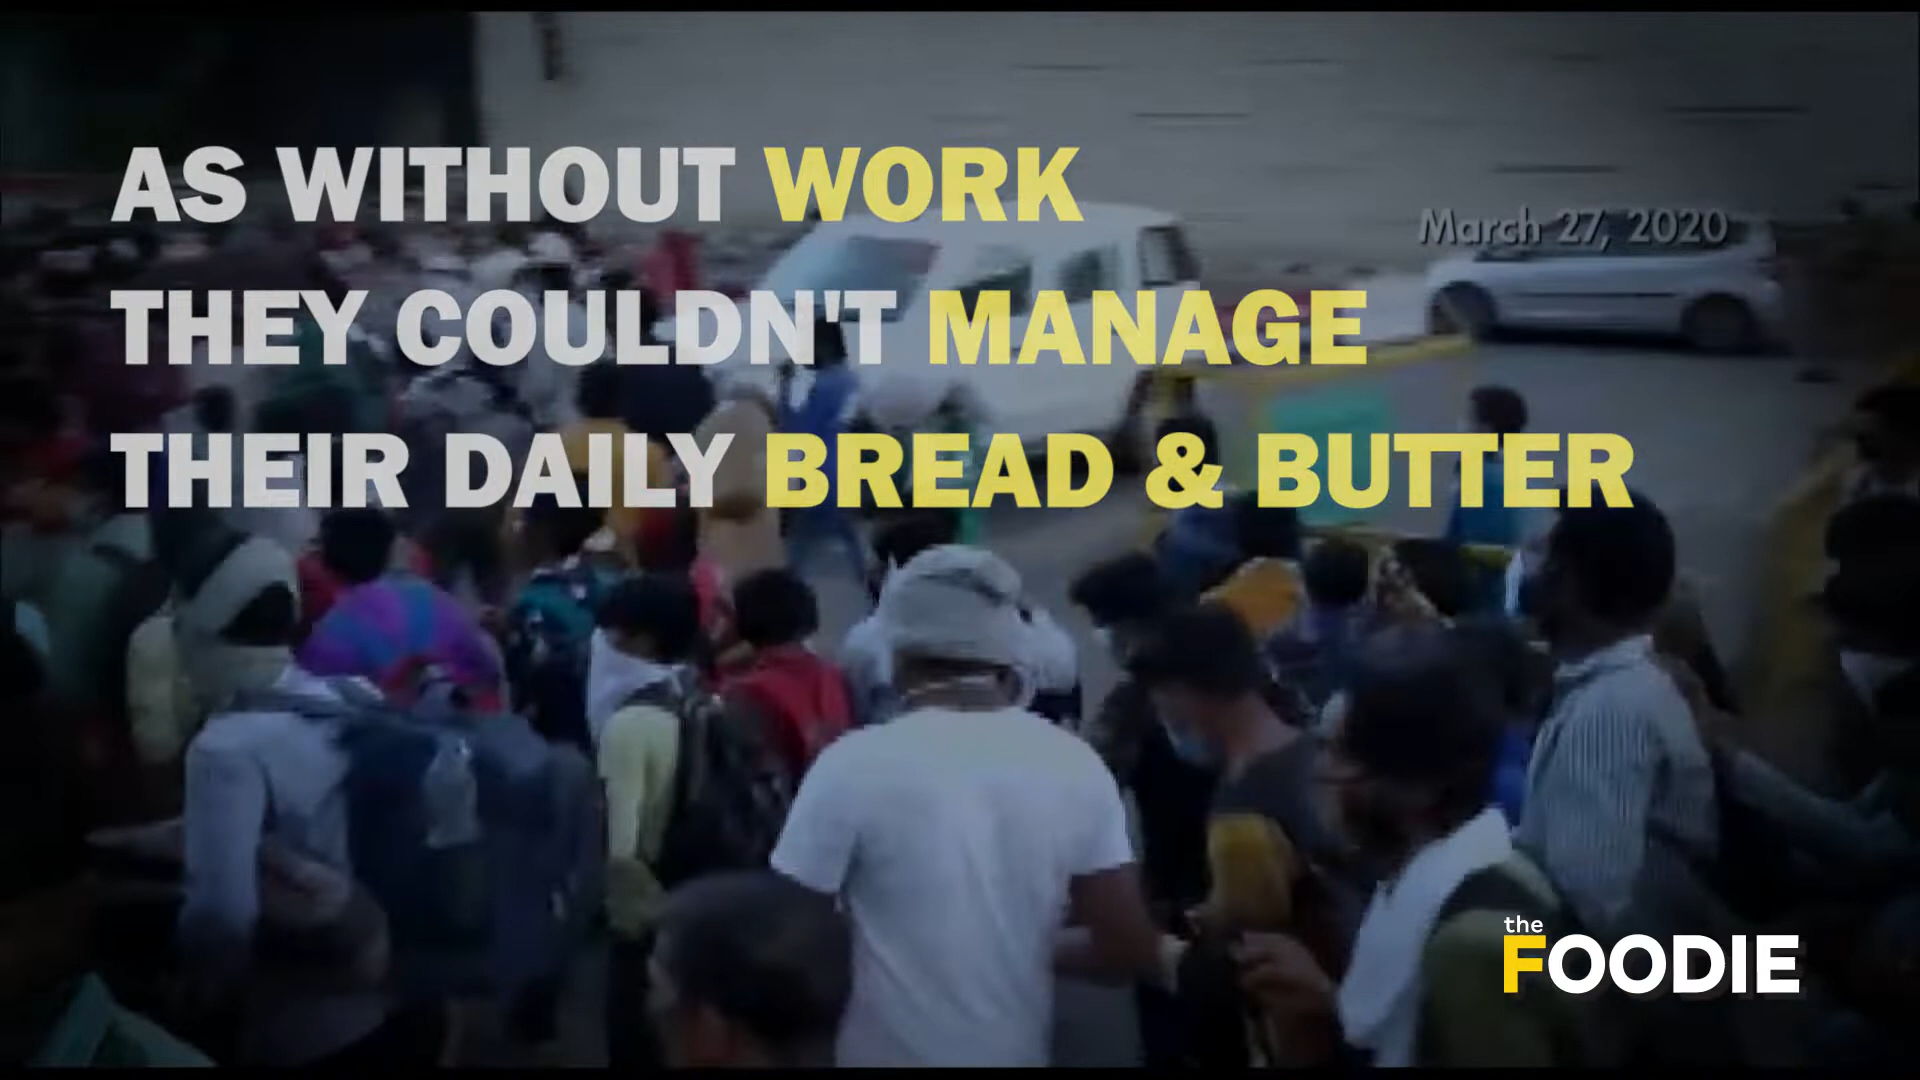 AS WITHOUT WORK
March 27, 2020
THEY COULDN'T MANAGE
THEIR DAILY BREAD & BUTTER
the
FOODIE